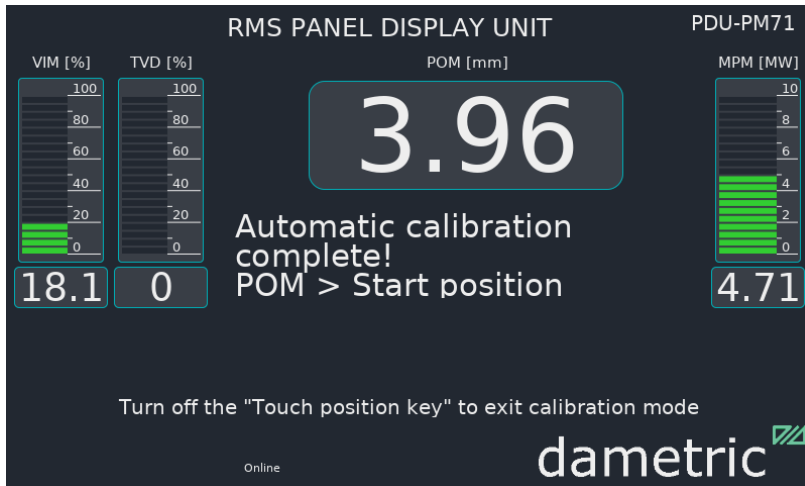 RMS PANEL DISPLAY UNIT
PDU-PM71
VIM [%]
TVD [%]
POM [mm]
MPM [MW]
100
80
60
40
20
0
100
80
60
40
20
0
3.96
10
8
6
4
2
0
Automatic calibration
complete!
POM > Start position
18.1
0
4.71
Turn off the "Touch position key" to exit calibration mode
Online
dametric